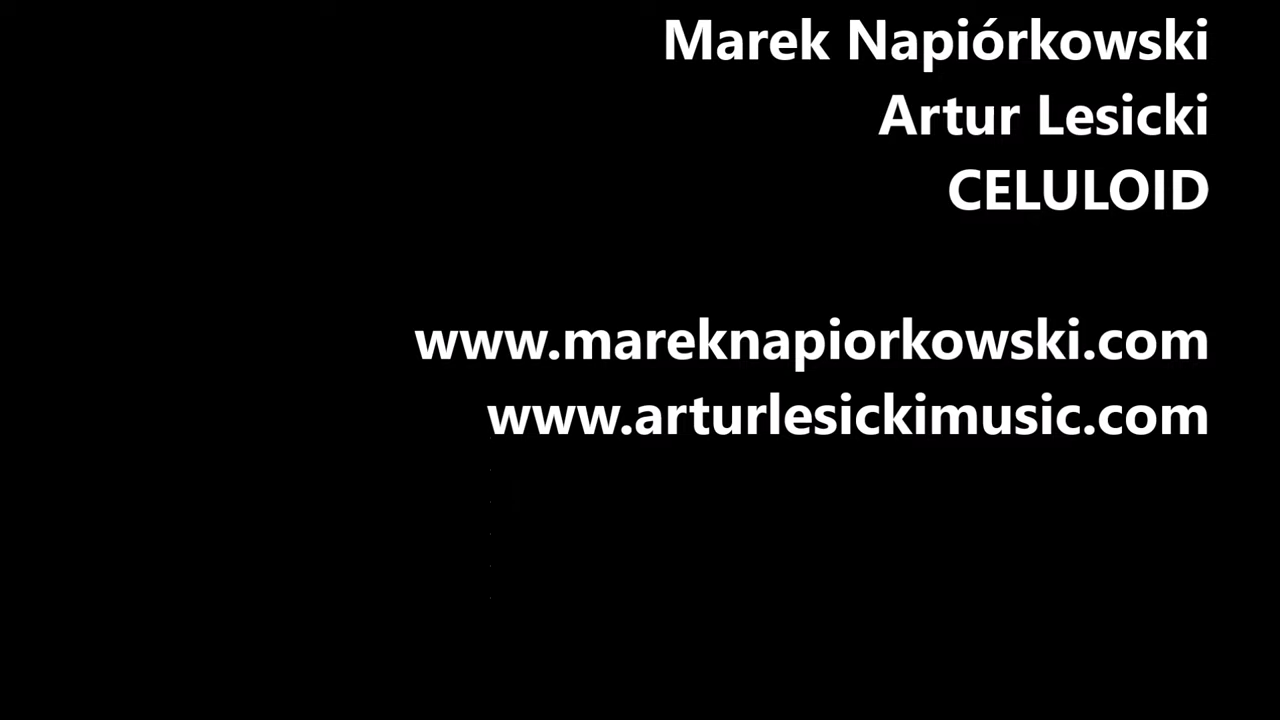 Marek Napiórkowski
Artur Lesicki
CELULOID
www.mareknapiorkowski.com
www.arturlesickimusic.com